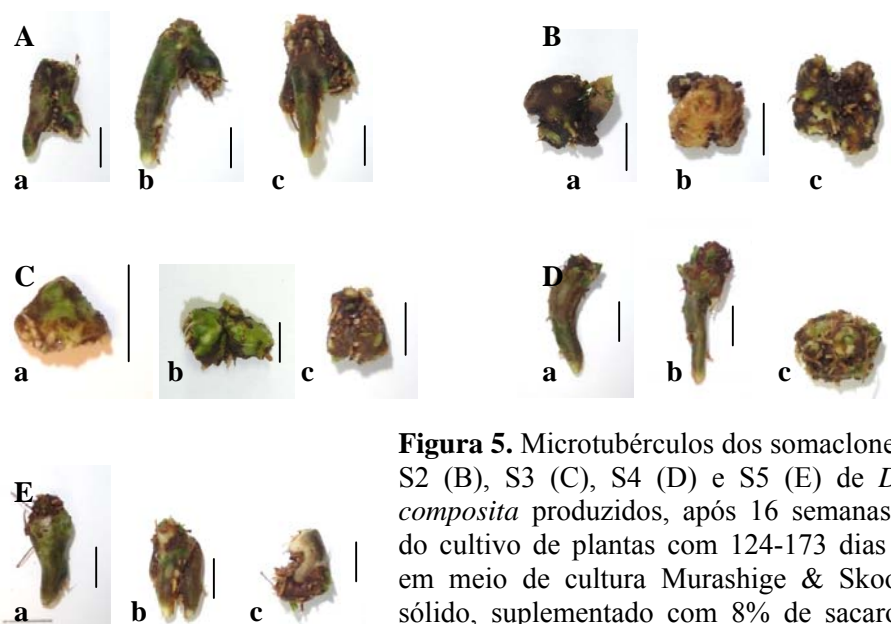 A
B
a b c
a b c
C
D
a b c
a b c
E
a b c
Figura 5. Microtubérculos dos somaclone
S2 (B), S3 (C), S4 (D) e S5 (E) de D
composita produzidos, após 16 semanas
do cultivo de plantas com 124-173 dias
em meio de cultura Murashige & Skoo
sólido, suplementado com 8% de sacaro